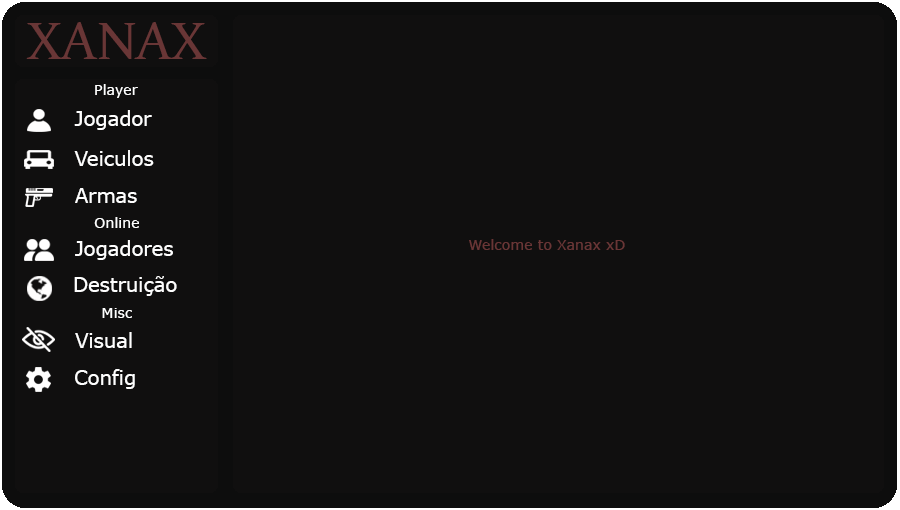 XANAX
Player
Jogador
Veiculos
Armas
Online
Jogadores
Destruição
Misc
Visual
Config
Welcome to Xanax xD